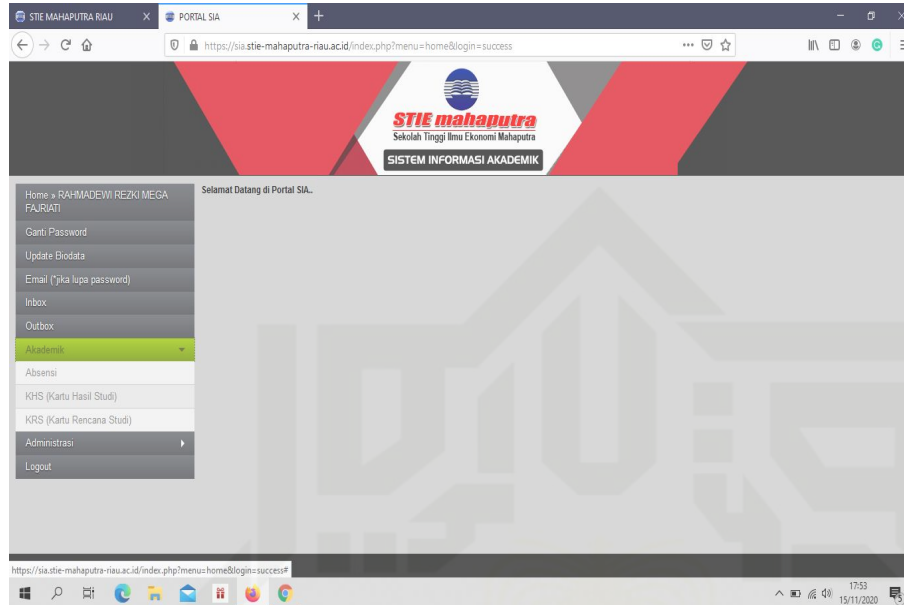 STIE MAHAPUTRA RIAU
PORTAL SIA
https://sia.stie-mahaputra-riau.ac.id/index.php?menu=home&login=success
STIE mahaputra
Sekolah Tinggi Ilmu Ekonomi Mahaputra
SISTEM INFORMASI AKADEMIK
Home » RAHMADEWI REZKI MEGA
FAJRIATI
Selamat Datang di Portal SIA..
Ganti Password
Update Biodata
Email (*jika lupa password)
Inbox
Outbox
Akademik
Absensi
KHS (Kartu Hasil Studi)
KRS (Kartu Rencana Studi)
Administrasi
Logout
https://sia.stie-mahaputra-riau.ac.id/index.php?menu=home&login=success#
17:53
15/11/2020